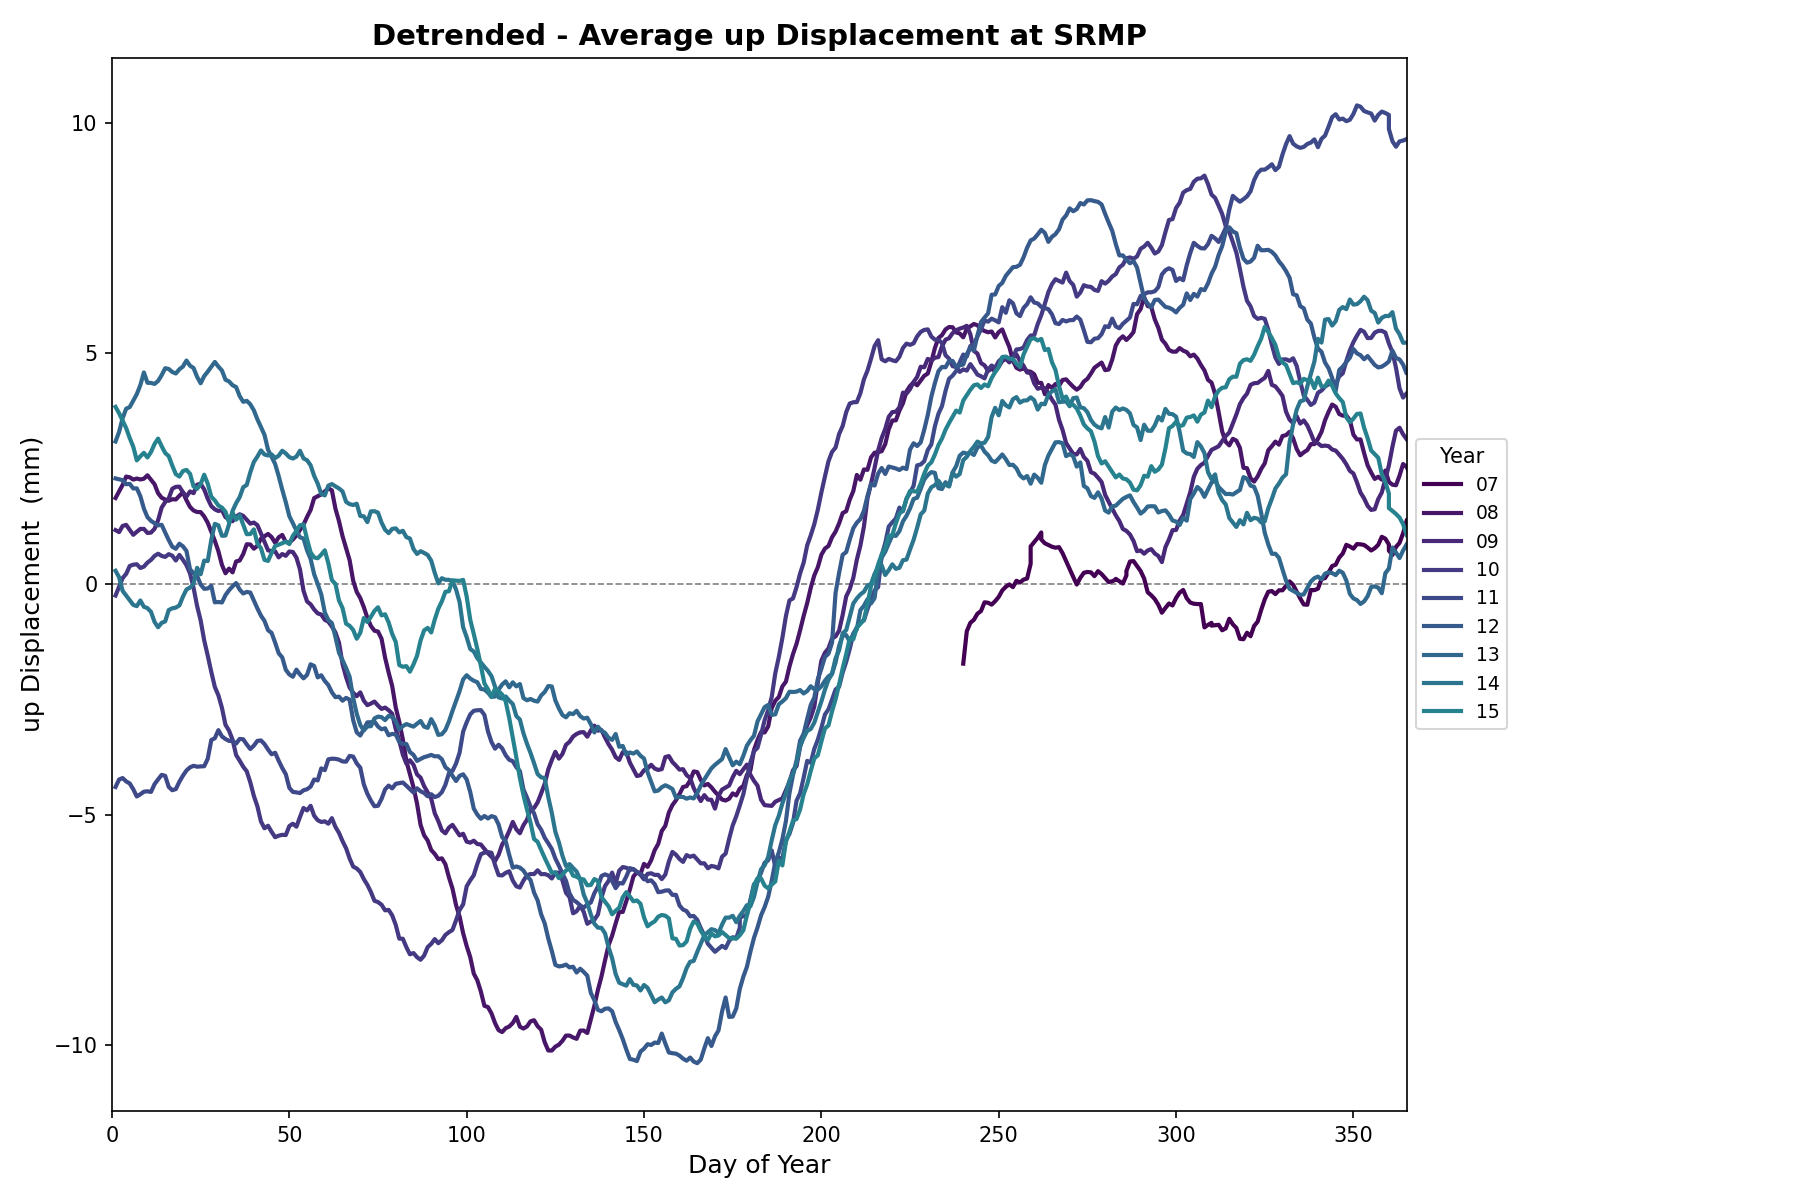 Detrended - Average up Displacement at SRMP
up Displacement  (mm)
10
5
0
−5
−10
0 50 100 150 200 250 300 350
Day of Year
Year
07
08
09
10
11
12
13
14
15